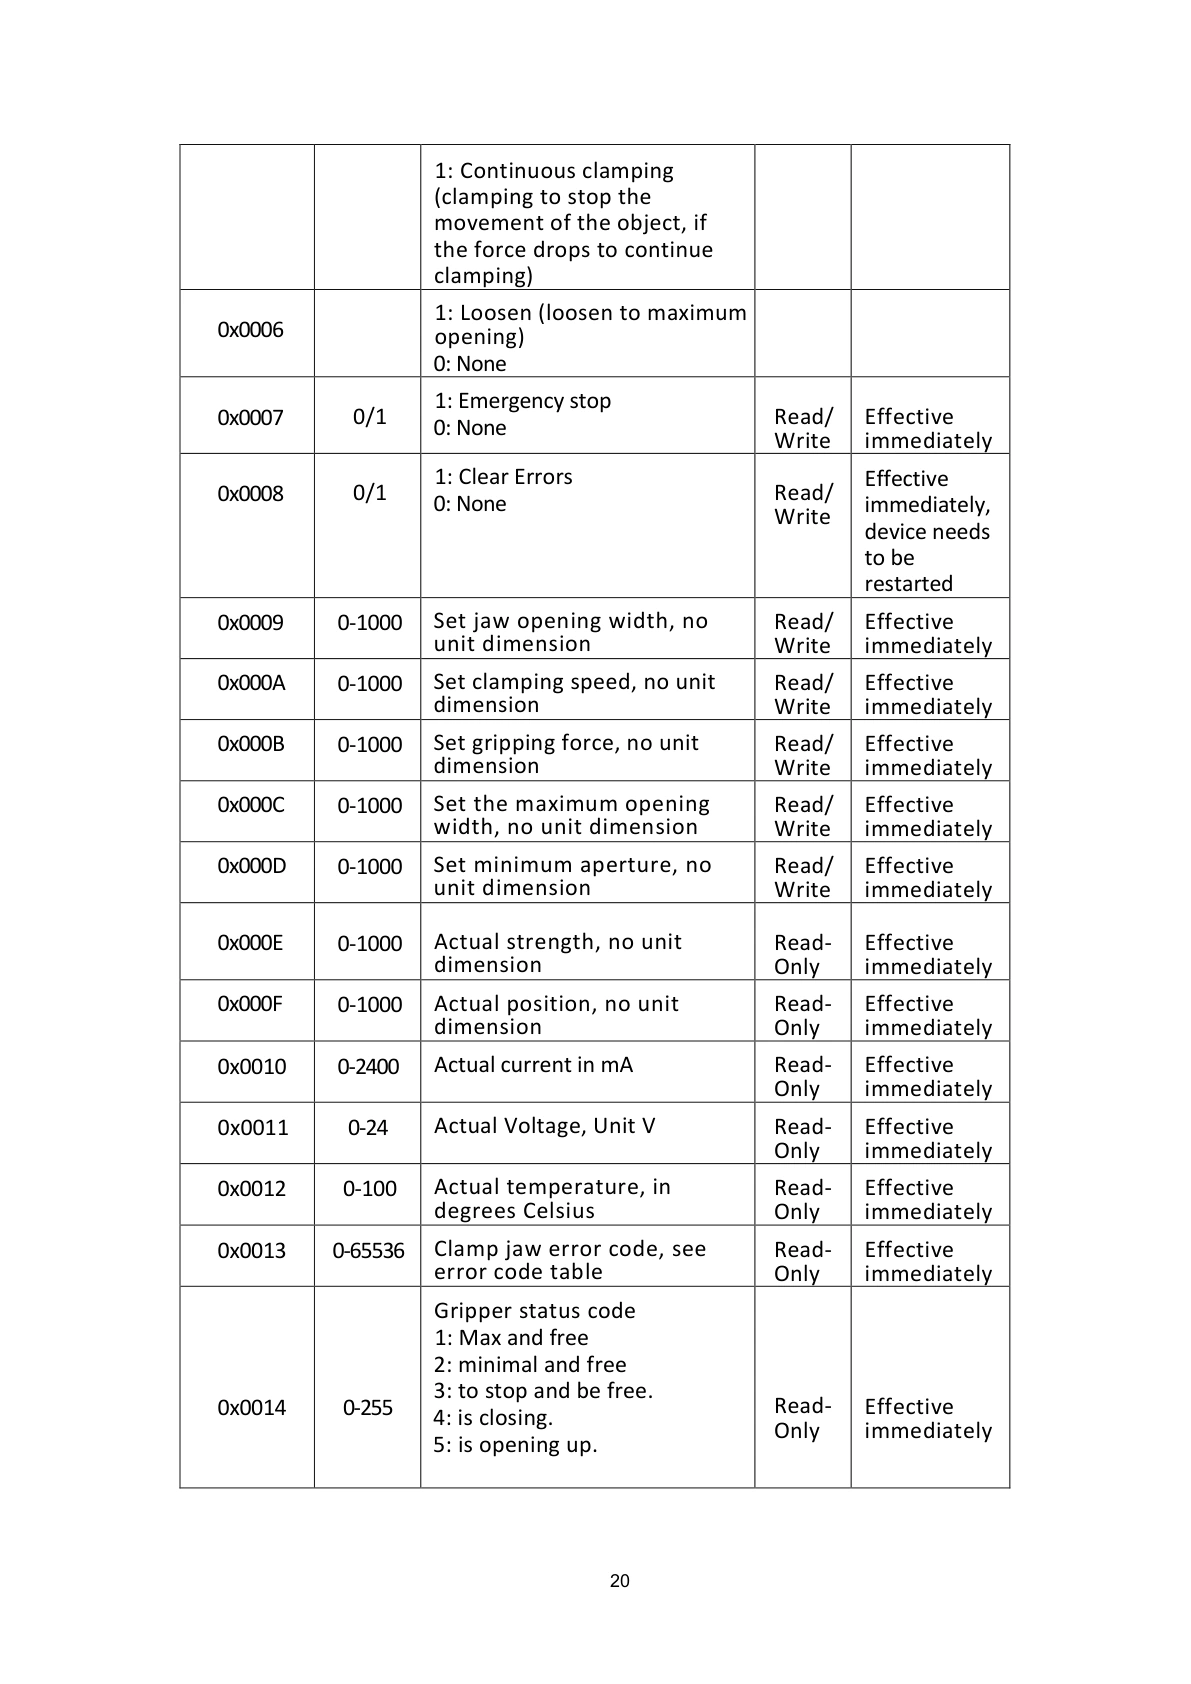 1: Continuous clamping
(clamping to stop the
movement of the object, if
the force drops to continue
clamping)
0x0006
1: Loosen (loosen to maximum
opening)
0: None
0x0007
0/1
1: Emergency stop
0: None
Read/
Write
Effective
immediately
0x0008
0/1
1: Clear Errors
0: None
Read/
Write
Effective
immediately,
device needs
to be
restarted
0x0009
0-1000
Set jaw opening width, no
unit dimension
Read/
Write
Effective
immediately
0x000A
0-1000
Set clamping speed, no unit
dimension
Read/
Write
Effective
immediately
0x000B
0-1000
Set gripping force, no unit
dimension
Read/
Write
Effective
immediately
0x000C
0-1000
Set the maximum opening
width, no unit dimension
Read/
Write
Effective
immediately
0x000D
0-1000
Set minimum aperture, no
unit dimension
Read/
Write
Effective
immediately
0x000E
0-1000
Actual strength, no unit
dimension
Read-
Only
Effective
immediately
0x000F
0-1000
Actual position, no unit
dimension
Read-
Only
Effective
immediately
0x0010
0-2400
Actual current in mA
Read-
Only
Effective
immediately
0x0011
0-24
Actual Voltage, Unit V
Read-
Only
Effective
immediately
0x0012
0-100
Actual temperature, in
degrees Celsius
Read-
Only
Effective
immediately
0x0013
0-65536
Clamp jaw error code, see
error code table
Read-
Only
Effective
immediately
0x0014
0-255
Gripper status code
1: Max and free
2: minimal and free
3: to stop and be free.
4: is closing.
5: is opening up.
Read-
Only
Effective
immediately
20